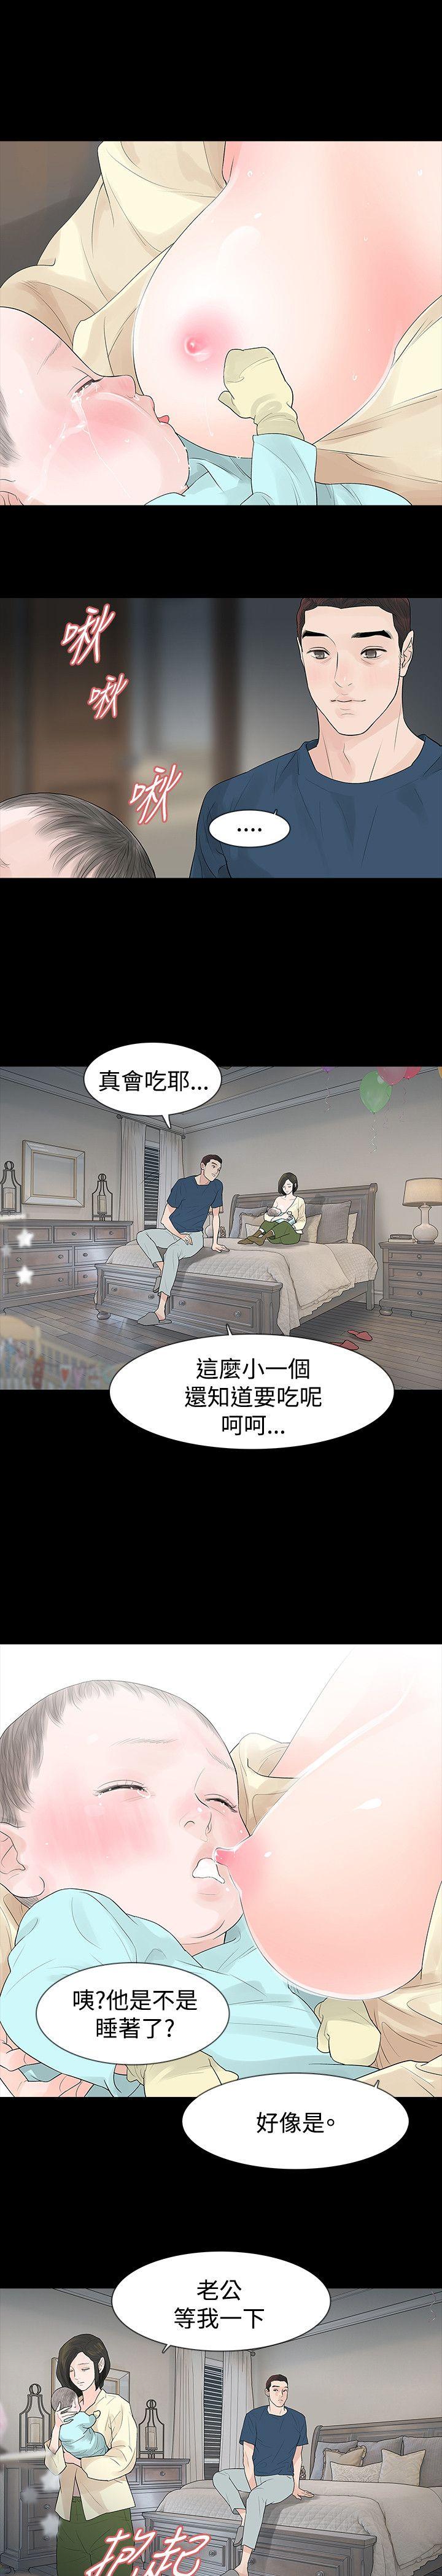 啾
啾
啾
....
真會吃耶...
這麼小一個
還知道要吃呢
呵呵...
咦?他是不是
睡著了?
好像是。
老公
等我一下
抱起